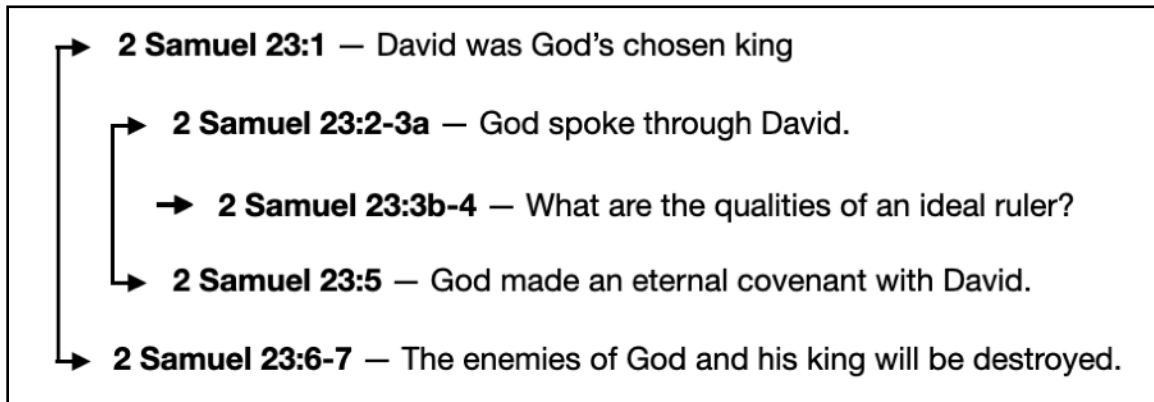 2 Samuel 23:1 — David was God’s chosen king
2 Samuel 23:2-3a — God spoke through David.
2 Samuel 23:3b-4 — What are the qualities of an ideal ruler?
2 Samuel 23:5 — God made an eternal covenant with David.
2 Samuel 23:6-7 — The enemies of God and his king will be destroyed.